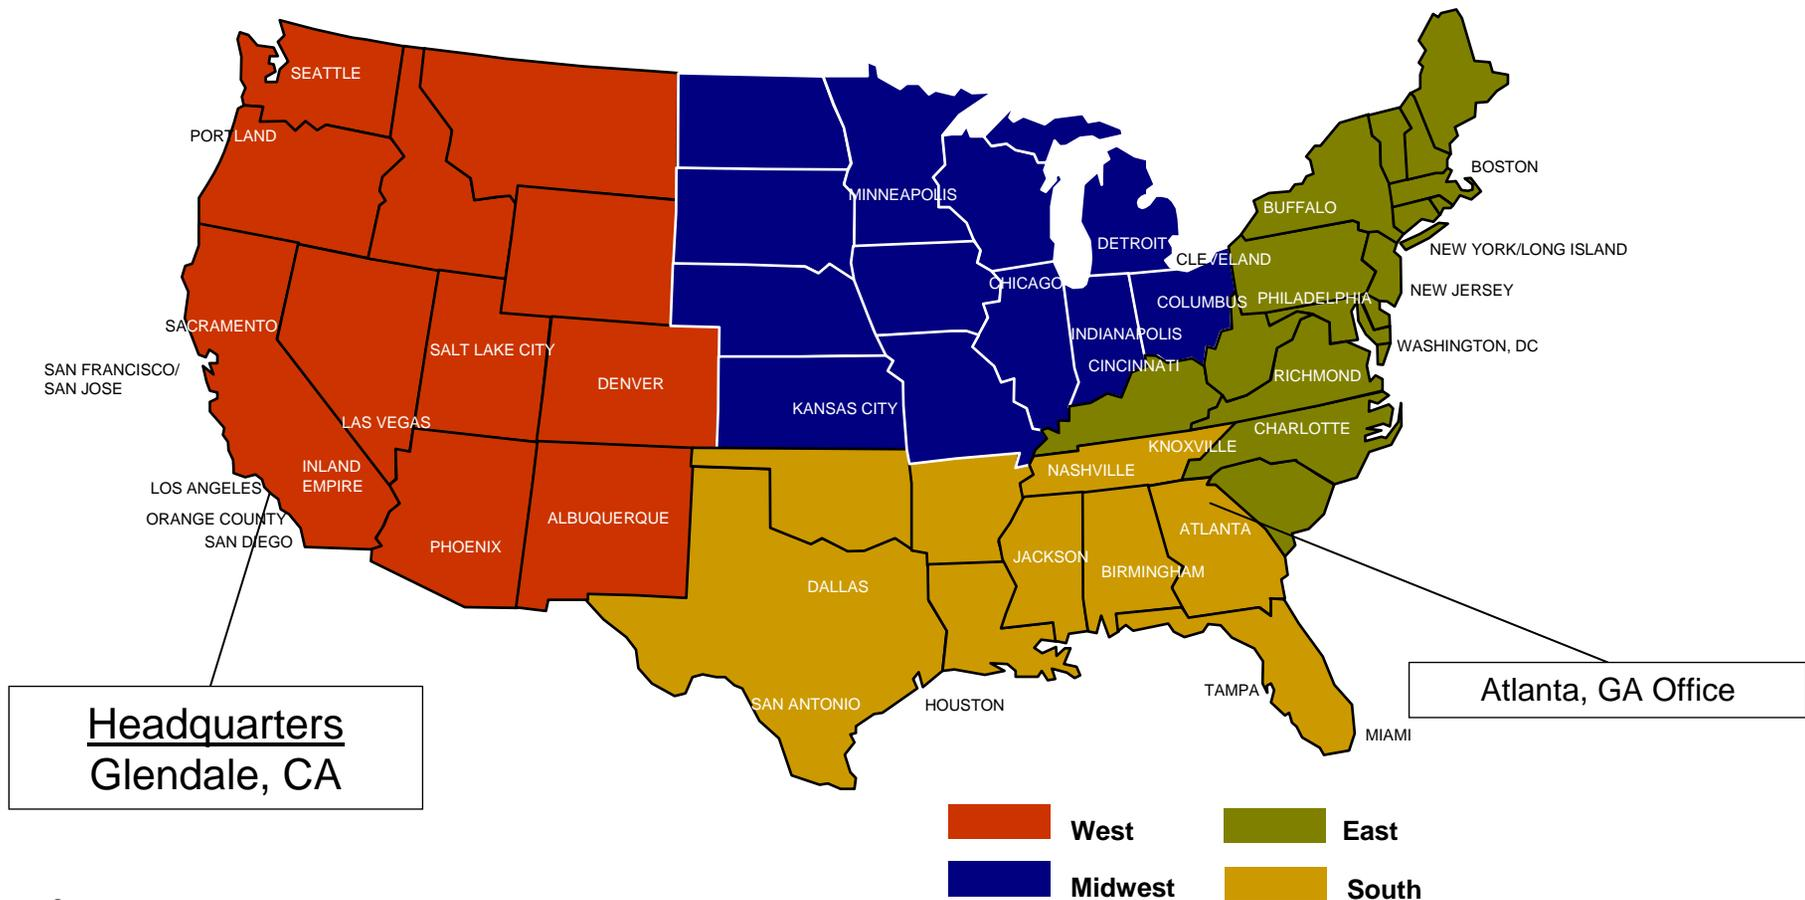 SEATTLE
PORTLAND
BOSTON
MINNEAPOLIS
BUFFALO
DETROIT
NEW YORK/LONG ISLAND
CLEVELAND
CHICAGO
NEW JERSEY
COLUMBUS
PHILADELPHIA
SACRAMENTO
INDIANAPOLIS
WASHINGTON, DC
SALT LAKE CITY
SAN FRANCISCO/
SAN JOSE
DENVER
CINCINNATI
RICHMOND
KANSAS CITY
LAS VEGAS
CHARLOTTE
KNOXVILLE
INLAND
EMPIRE
NASHVILLE
LOS ANGELES
ORANGE COUNTY
ALBUQUERQUE
ATLANTA
SAN DIEGO
PHOENIX
JACKSON
BIRMINGHAM
DALLAS
TAMPA
SAN ANTONIO
HOUSTON
MIAMI
Atlanta, GA Office
Headquarters
Glendale, CA
West
East
Midwest
South